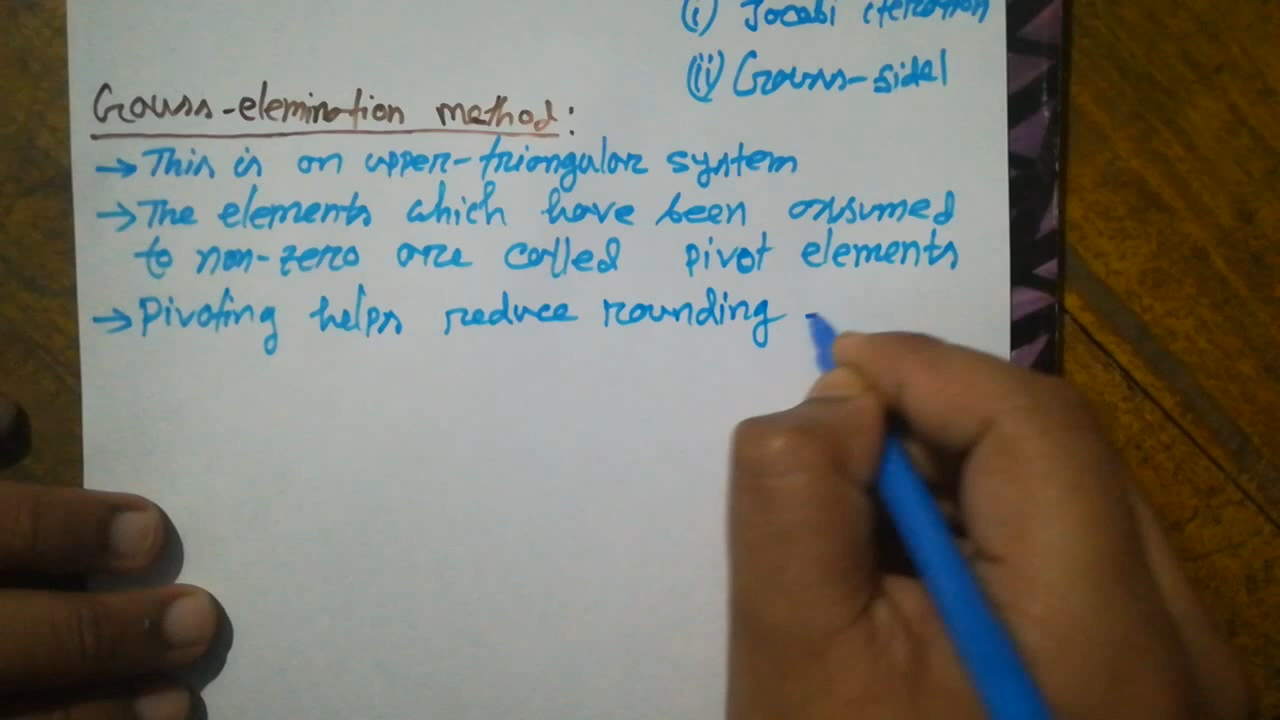 (i) Jocabi iteration
(ii) Gauss-sidel
Gauss-elemination method:
→ This is an upper-triangular system
→ The elements which have been assumed
to non-zero are called pivot elements
→ Pivoting helps reduce rounding